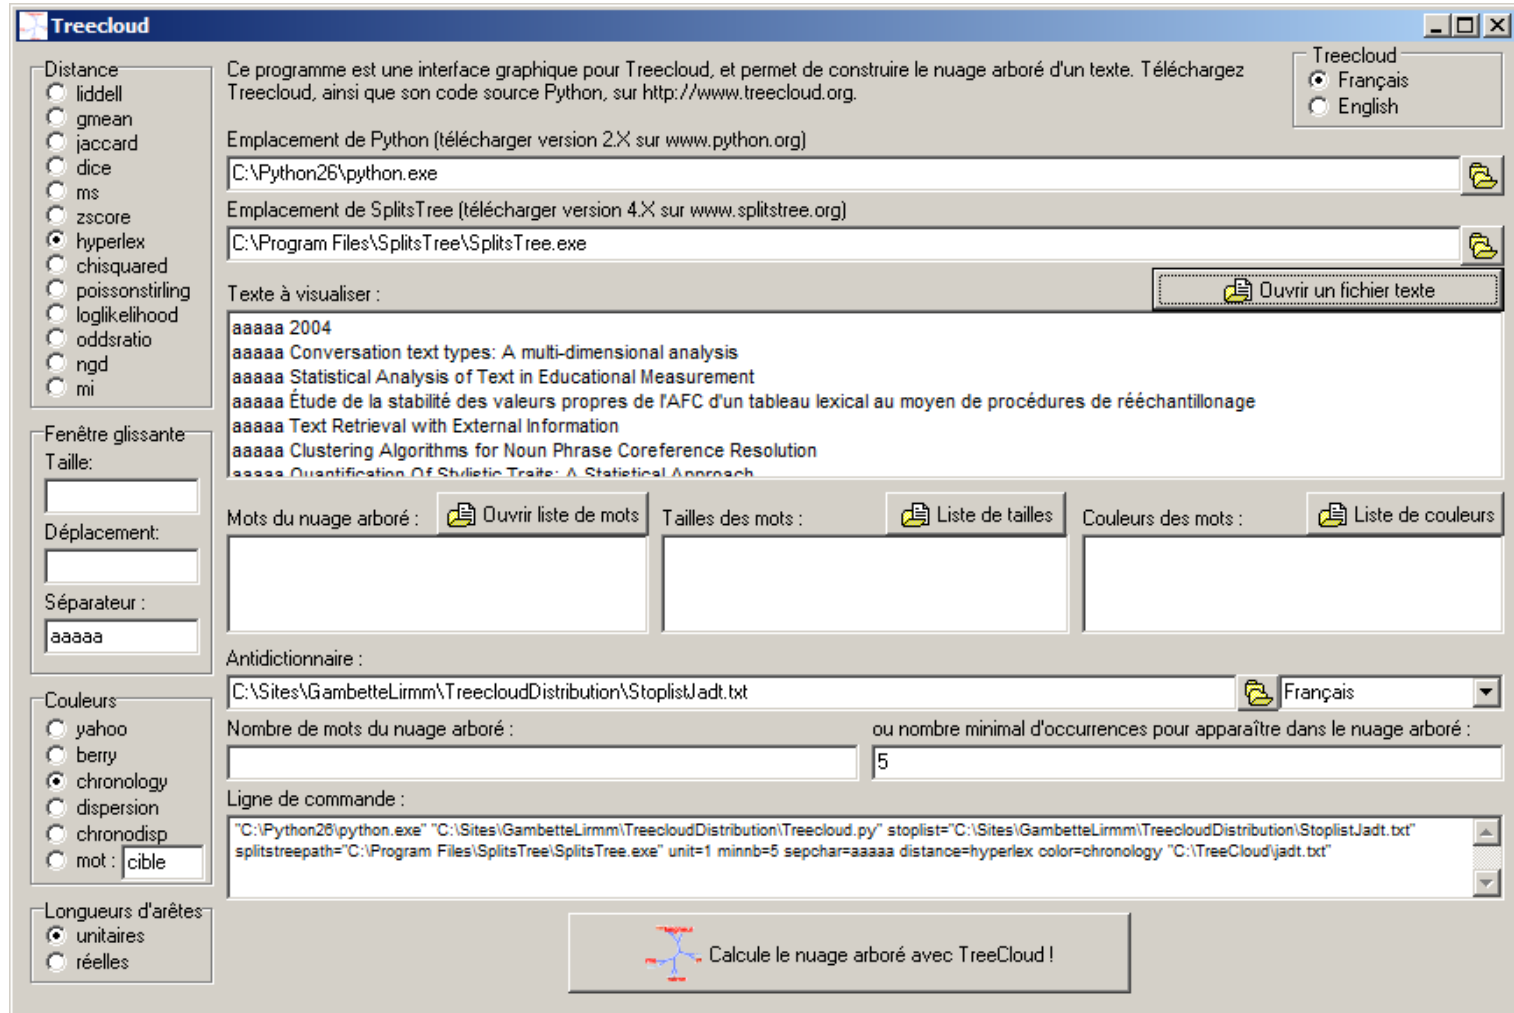 Treecloud
Distance
liddell
gmean
jaccard
dice
ms
zscore
hyperlex
chisquared
poissonstirling
loglikelihood
oddsratio
ngd
mi
Fenêtre glissante
Taille:
Déplacement:
Séparateur :
aaaaa
Couleurs
yahoo
berry
chronology
dispersion
chronodisp
mot : cible
Longueurs d'arêtes
unitaires
réelles
Ce programme est une interface graphique pour Treecloud, et permet de construire le nuage arboré d'un texte. Téléchargez
Treecloud, ainsi que son code source Python, sur http://www.treecloud.org.
Treecloud
Français
English
Emplacement de Python (télécharger version 2.X sur www.python.org)
C:\Python26\python.exe
Emplacement de SplitsTree (télécharger version 4.X sur www.splitstree.org)
C:\Program Files\SplitsTree\SplitsTree.exe
Texte à visualiser :
Ouvrir un fichier texte
aaaaa 2004
aaaaa Conversation text types: A multi-dimensional analysis
aaaaa Statistical Analysis of Text in Educational Measurement
aaaaa Étude de la stabilité des valeurs propres de l'AFC d'un tableau lexical au moyen de procédures de rééchantillonage
aaaaa Text Retrieval with External Information
aaaaa Clustering Algorithms for Noun Phrase Coreference Resolution
aaaaa Quantification Of Stylistic Traits: A Statistical Approach
Mots du nuage arboré :
Ouvrir liste de mots
Tailles des mots :
Liste de tailles
Couleurs des mots :
Liste de couleurs
Antidictionnaire :
C:\Sites\GambetteLirmm\TreecloudDistribution\StoplistJadt.txt
Français
Nombre de mots du nuage arboré :
ou nombre minimal d'occurrences pour apparaître dans le nuage arboré :
5
Ligne de commande :
"C:\Python26\python.exe" "C:\Sites\GambetteLirmm\TreecloudDistribution\Treecloud.py" stoplist="C:\Sites\GambetteLirmm\TreecloudDistribution\StoplistJadt.txt"
splitstreepath="C:\Program Files\SplitsTree\SplitsTree.exe" unit=1 minnb=5 sepchar=aaaaa distance=hyperlex color=chronology "C:\TreeCloud\jadt.txt"
Calcule le nuage arboré avec TreeCloud !